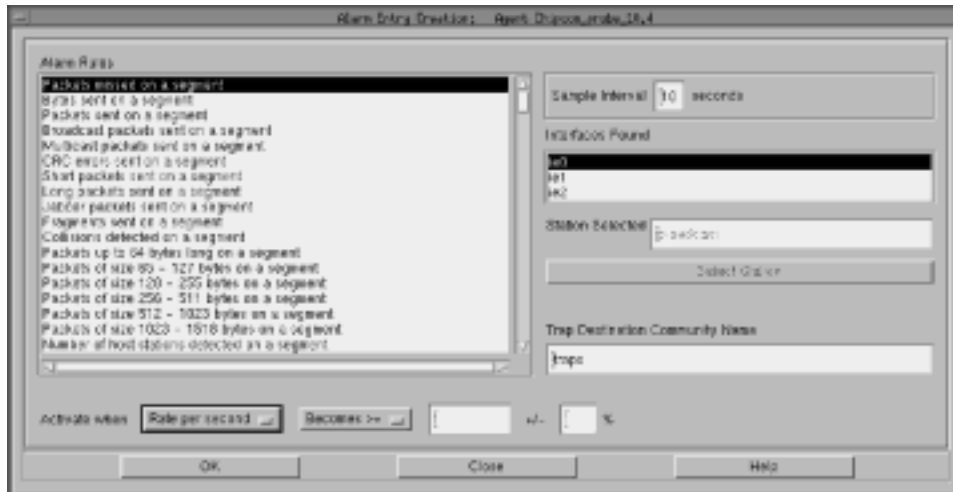 Alarm Entry Creation: Agent Chipcom_probe_10.4
Alarm Rules
Packets missed on a segment
Bytes sent on a segment
Packets sent on a segment
Broadcast packets sent on a segment
Multicast packets sent on a segment
CRC errors sent on a segment
Short packets sent on a segment
Long packets sent on a segment
Jabber packets sent on a segment
Fragments sent on a segment
Collisions detected on a segment
Packets up to 64 bytes long on a segment
Packets of size 65 - 127 bytes on a segment
Packets of size 128 - 255 bytes on a segment
Packets of size 256 - 511 bytes on a segment
Packets of size 512 - 1023 bytes on a segment
Packets of size 1023 - 1518 bytes on a segment
Number of host stations detected on a segment
Sample Interval 10 seconds
Interfaces Found
Station Selected
Select Station
Trap Destination Community Name
traps
Activate when Rate per second Becomes >= +/- %
OK Close Help